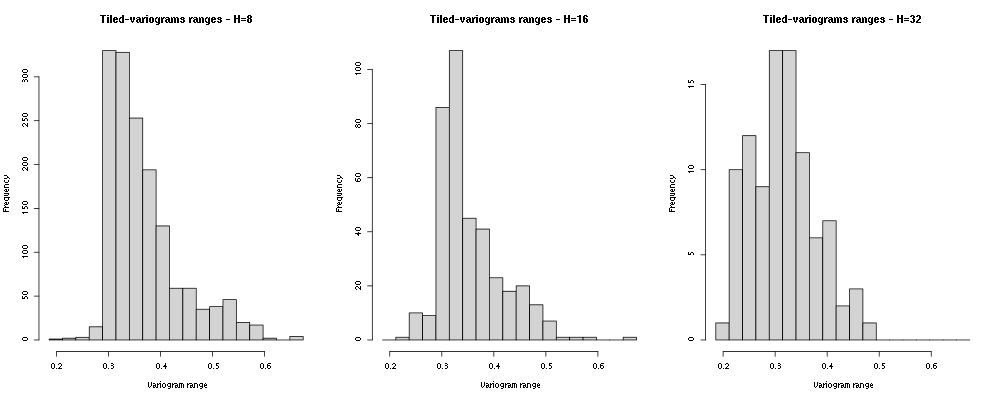 Tiled-variograms ranges - H=8
Tiled-variograms ranges - H=16
Tiled-variograms ranges - H=32
Frequency
0
50
100
150
200
250
300
0.2 0.3 0.4 0.5 0.6
Variogram range
Frequency
0
20
40
60
80
100
0.2 0.3 0.4 0.5 0.6
Variogram range
Frequency
0
5
10
15
0.2 0.3 0.4 0.5 0.6
Variogram range